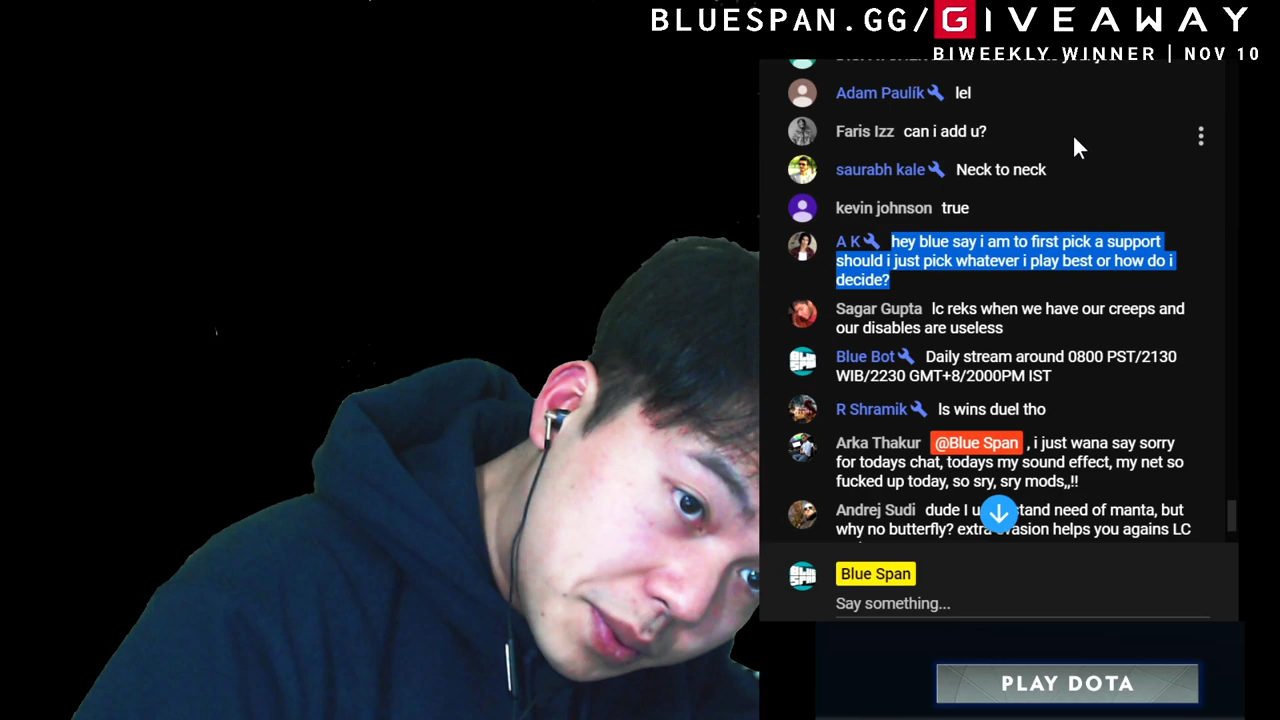 BLUESPAN.GG/GIVEAWAY
BIWEEKLY WINNER | NOV 10
Adam Paulík lel
Faris Izz can i add u?
saurabh kale Neck to neck
kevin johnson true
A K hey blue say i am to first pick a support
should i just pick whatever i play best or how do i
decide?
Sagar Gupta lc reks when we have our creeps and
our disables are useless
Blue Bot Daily stream around 0800 PST/2130
WIB/2230 GMT+8/2000PM IST
R Shramik ls wins duel tho
Arka Thakur @Blue Span , i just wana say sorry
for todays chat, todays my sound effect, my net so
fucked up today, so sry, sry mods,,!!
Andrej Sudi dude I need of manta, but
why no butterfly? extra evasion helps you agains LC
Blue Span
Say something...
PLAY DOTA